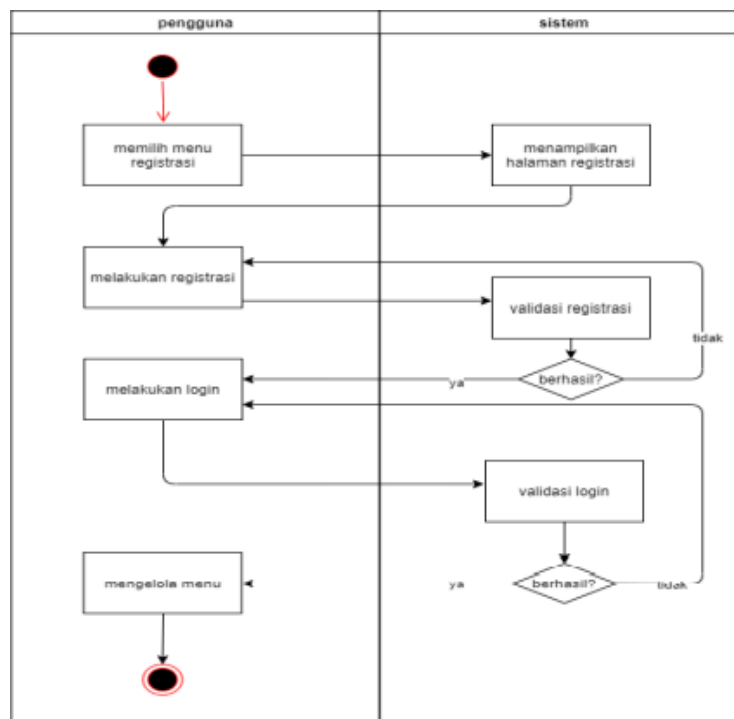 pengguna
sistem
memilih menu
registrasi
menampilkan
halaman registrasi
melakukan registrasi
validasi registrasi
tidak
berhasil?
ya
melakukan login
validasi login
mengelola menu
ya
berhasil?
tidak